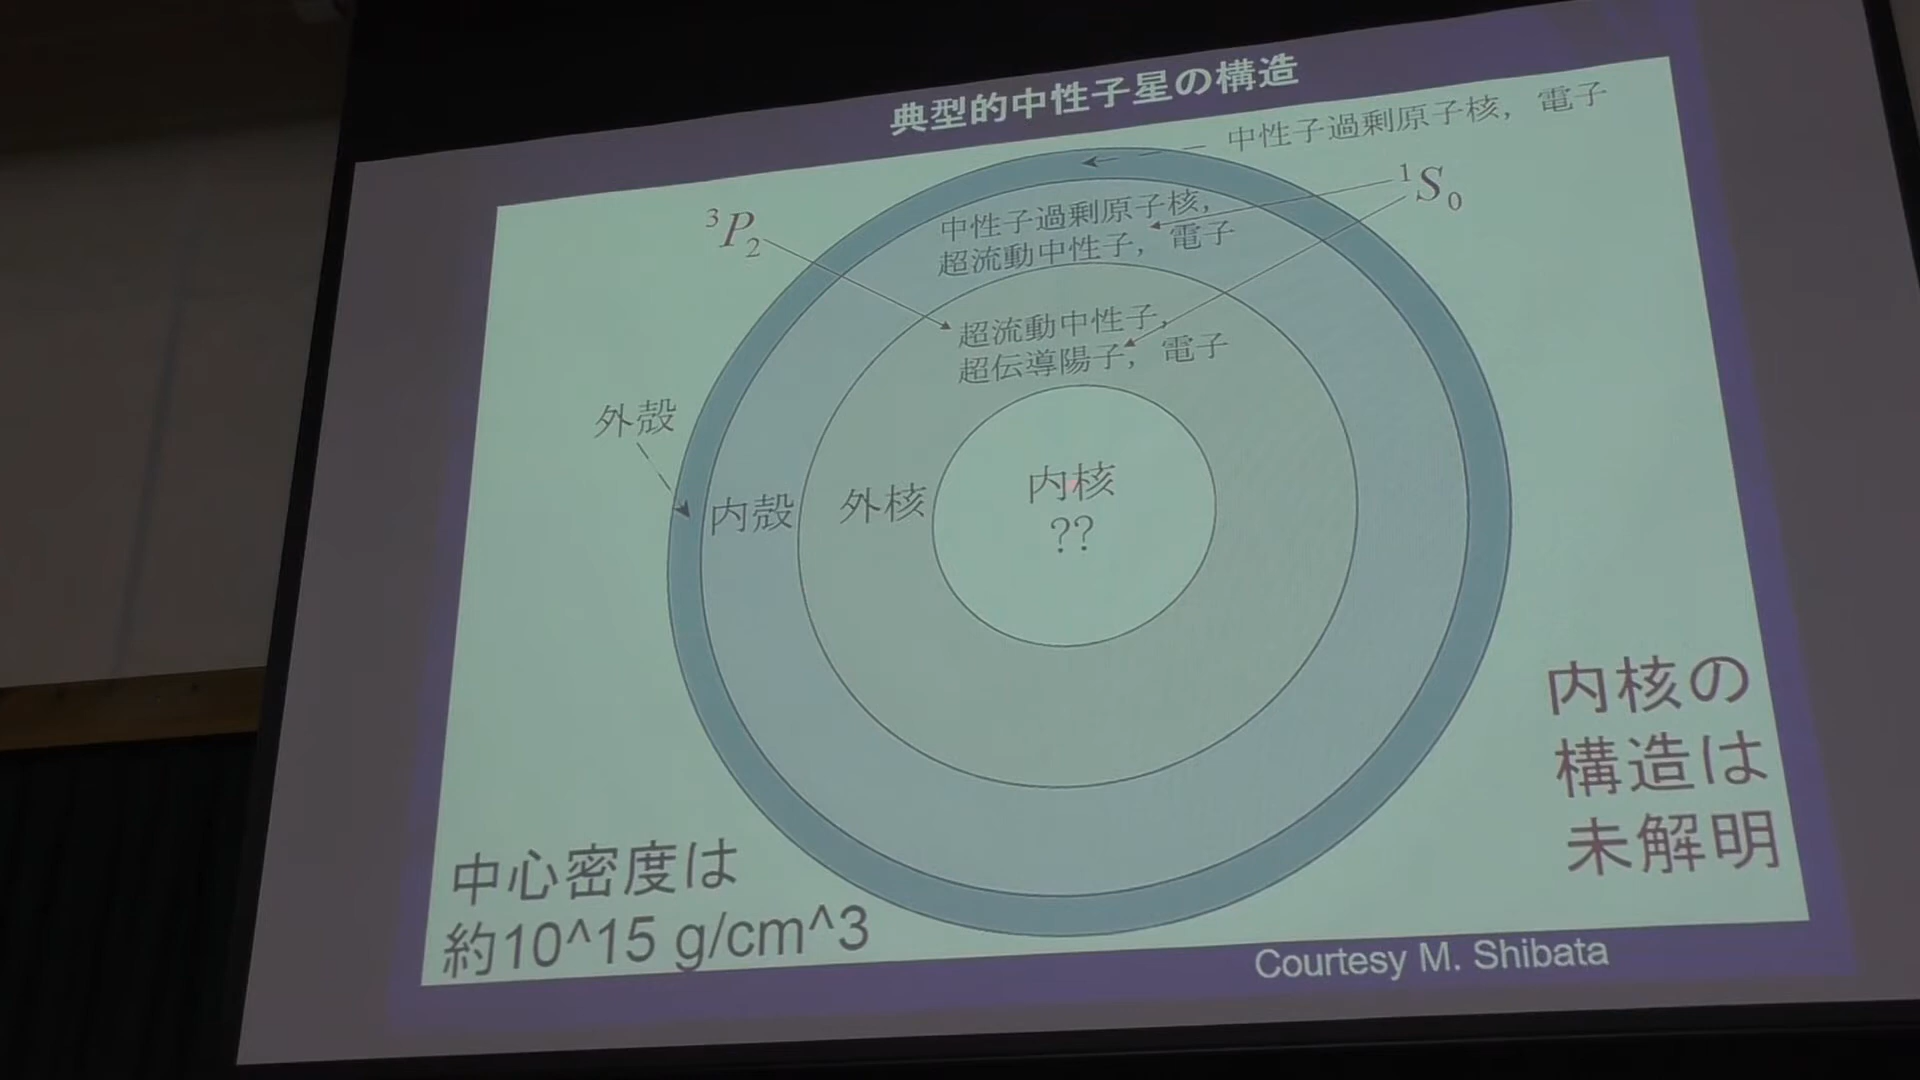 典型的中性子星の構造
中性子過剰原子核, 電子
³P₂
¹S₀
中性子過剰原子核,
超流動中性子, 電子
超流動中性子,
超伝導陽子, 電子
外殻
内殻
外核
内核
??
内核の
構造は
未解明
中心密度は
約10^15 g/cm^3
Courtesy M. Shibata